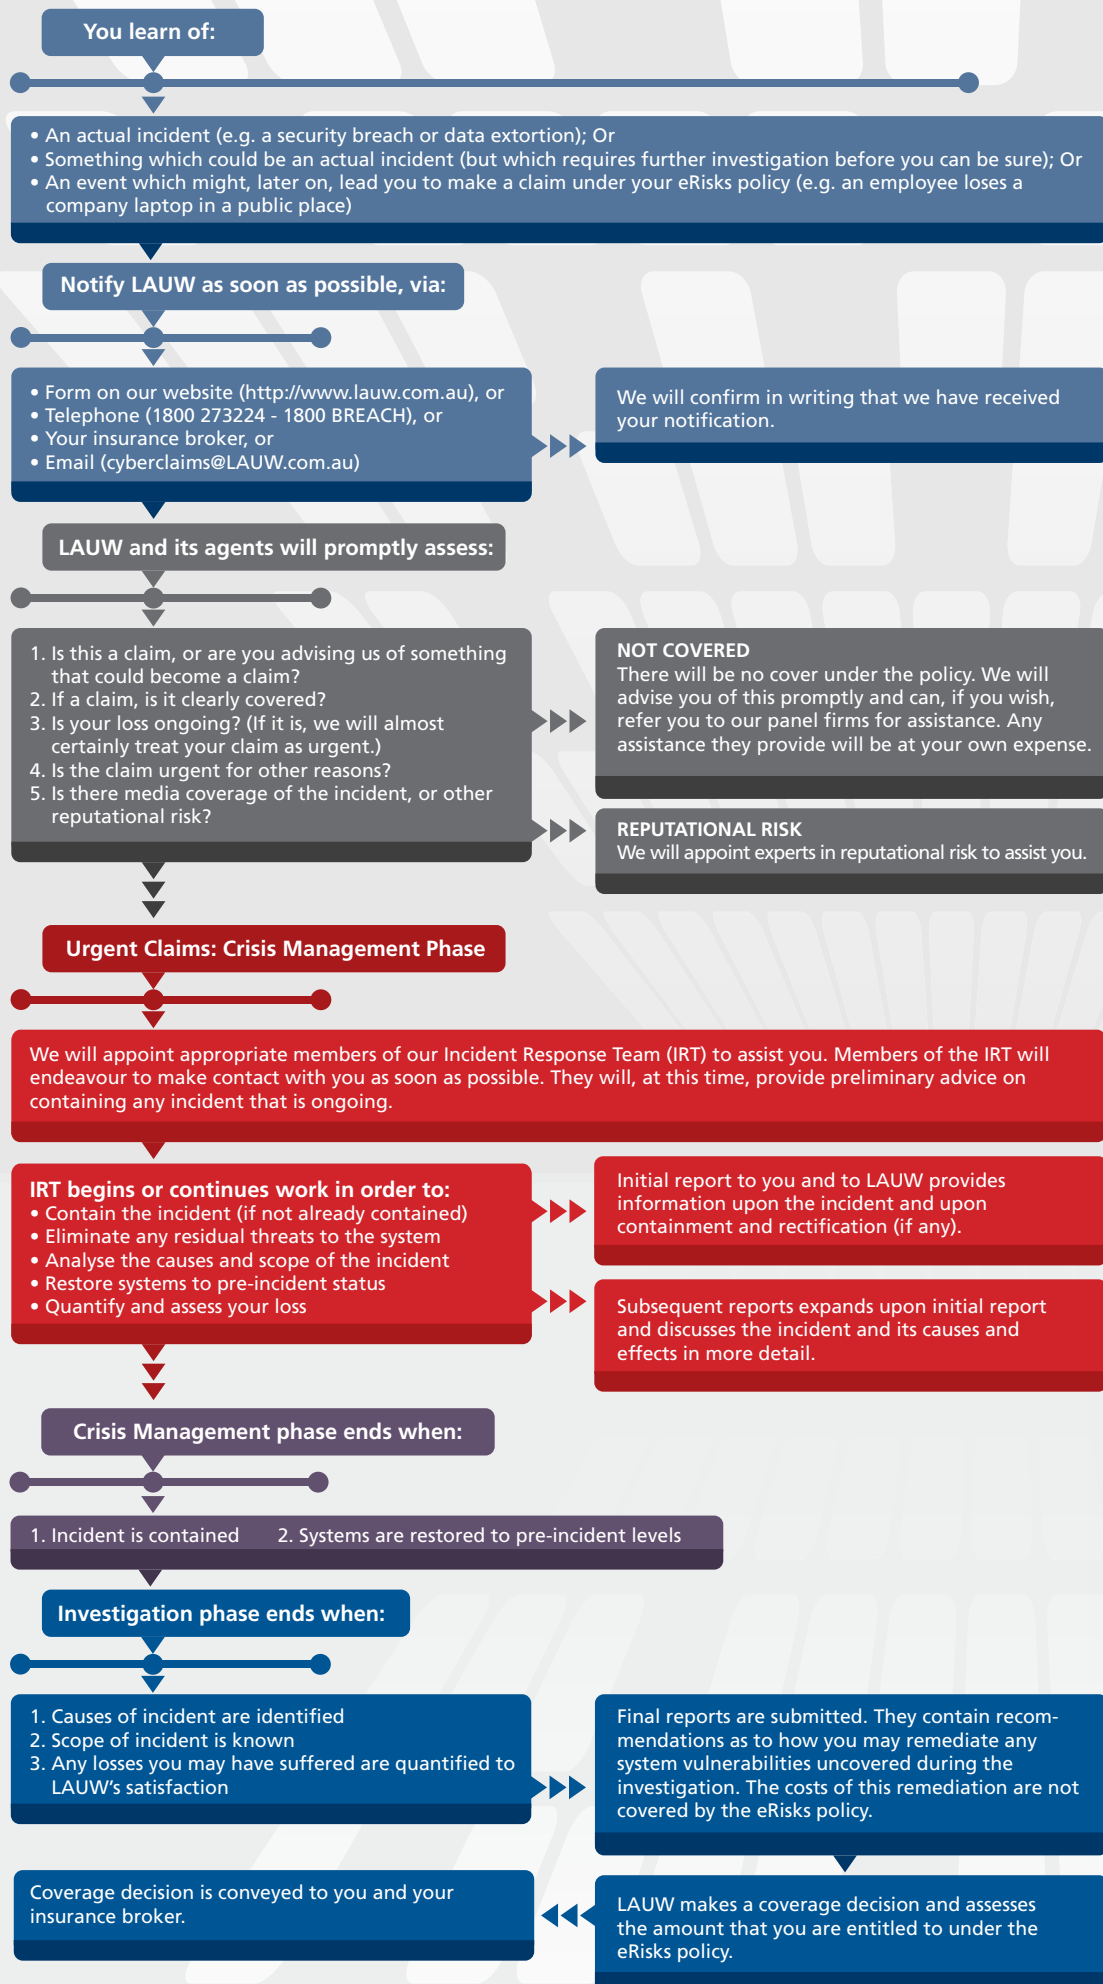 You learn of:
• An actual incident (e.g. a security breach or data extortion); Or
• Something which could be an actual incident (but which requires further investigation before you can be sure); Or
• An event which might, later on, lead you to make a claim under your eRisks policy (e.g. an employee loses a
company laptop in a public place)
Notify LAUW as soon as possible, via:
• Form on our website (http://www.lauw.com.au), or
• Telephone (1800 273224 - 1800 BREACH), or
• Your insurance broker, or
• Email (cyberclaims@LAUW.com.au)
We will confirm in writing that we have received
your notification.
LAUW and its agents will promptly assess:
1. Is this a claim, or are you advising us of something
that could become a claim?
2. If a claim, is it clearly covered?
3. Is your loss ongoing? (If it is, we will almost
certainly treat your claim as urgent.)
4. Is the claim urgent for other reasons?
5. Is there media coverage of the incident, or other
reputational risk?
NOT COVERED
There will be no cover under the policy. We will
advise you of this promptly and can, if you wish,
refer you to our panel firms for assistance. Any
assistance they provide will be at your own expense.
REPUTATIONAL RISK
We will appoint experts in reputational risk to assist you.
Urgent Claims: Crisis Management Phase
We will appoint appropriate members of our Incident Response Team (IRT) to assist you. Members of the IRT will
endeavour to make contact with you as soon as possible. They will, at this time, provide preliminary advice on
containing any incident that is ongoing.
IRT begins or continues work in order to:
• Contain the incident (if not already contained)
• Eliminate any residual threats to the system
• Analyse the causes and scope of the incident
• Restore systems to pre-incident status
• Quantify and assess your loss
Initial report to you and to LAUW provides
information upon the incident and upon
containment and rectification (if any).
Subsequent reports expands upon initial report
and discusses the incident and its causes and
effects in more detail.
Crisis Management phase ends when:
1. Incident is contained 2. Systems are restored to pre-incident levels
Investigation phase ends when:
1. Causes of incident are identified
2. Scope of incident is known
3. Any losses you may have suffered are quantified to
LAUW's satisfaction
Final reports are submitted. They contain recom-
mendations as to how you may remediate any
system vulnerabilities uncovered during the
investigation. The costs of this remediation are not
covered by the eRisks policy.
LAUW makes a coverage decision and assesses
the amount that you are entitled to under the
eRisks policy.
Coverage decision is conveyed to you and your
insurance broker.